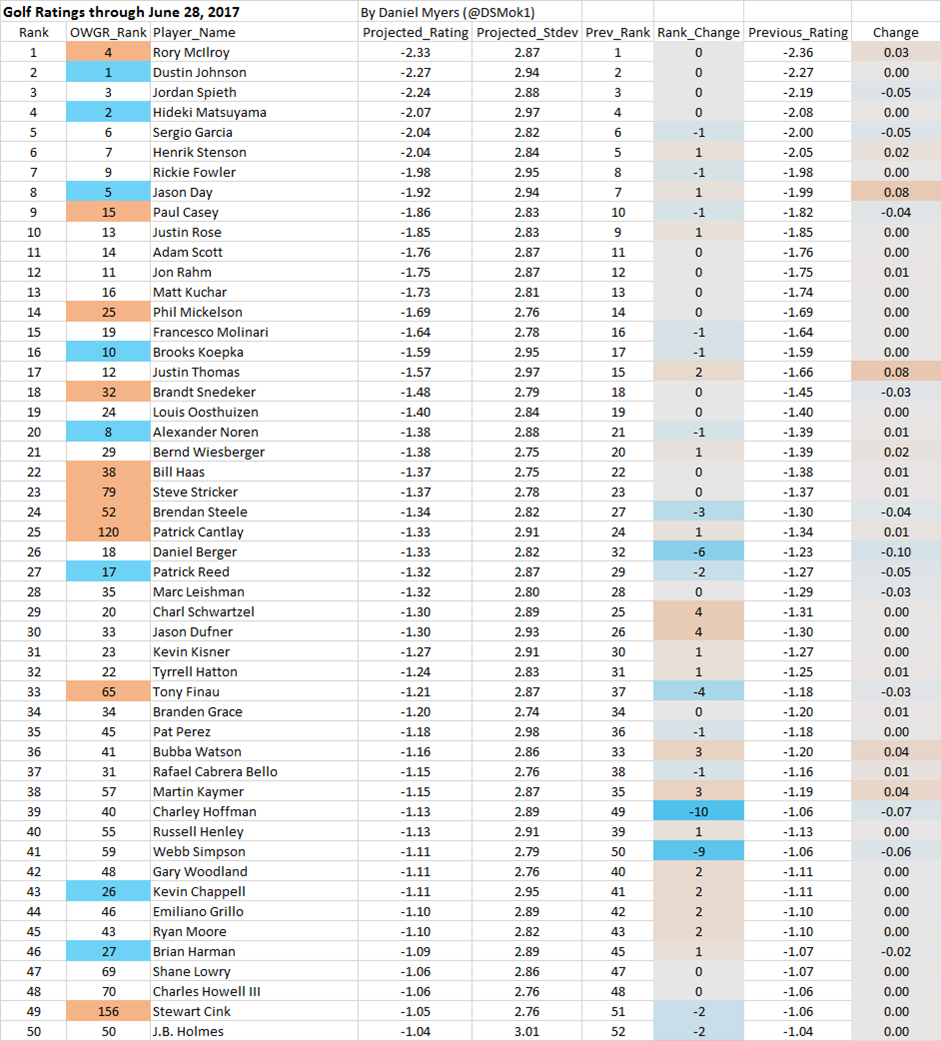 Golf Ratings through June 28, 2017 By Daniel Myers (@DSMok1)
Rank OWGR_Rank Player_Name Projected_Rating Projected_Stdev Prev_Rank Rank_Change Previous_Rating Change
1 4 Rory McIlroy -2.33 2.87 1 0 -2.36 0.03
2 1 Dustin Johnson -2.27 2.94 2 0 -2.27 0.00
3 3 Jordan Spieth -2.24 2.88 3 0 -2.19 -0.05
4 2 Hideki Matsuyama -2.07 2.97 4 0 -2.08 0.00
5 6 Sergio Garcia -2.04 2.82 6 -1 -2.00 -0.05
6 7 Henrik Stenson -2.04 2.84 5 1 -2.05 0.02
7 9 Rickie Fowler -1.98 2.95 8 -1 -1.98 0.00
8 5 Jason Day -1.92 2.94 7 1 -1.99 0.08
9 15 Paul Casey -1.86 2.83 10 -1 -1.82 -0.04
10 13 Justin Rose -1.85 2.83 9 1 -1.85 0.00
11 14 Adam Scott -1.76 2.87 11 0 -1.76 0.00
12 11 Jon Rahm -1.75 2.87 12 0 -1.75 0.01
13 16 Matt Kuchar -1.73 2.81 13 0 -1.74 0.00
14 25 Phil Mickelson -1.69 2.76 14 0 -1.69 0.00
15 19 Francesco Molinari -1.64 2.78 16 -1 -1.64 0.00
16 10 Brooks Koepka -1.59 2.95 17 -1 -1.59 0.00
17 12 Justin Thomas -1.57 2.97 15 2 -1.66 0.08
18 32 Brandt Snedeker -1.48 2.79 18 0 -1.45 -0.03
19 24 Louis Oosthuizen -1.40 2.84 19 0 -1.40 0.00
20 8 Alexander Noren -1.38 2.88 21 -1 -1.39 0.01
21 29 Bernd Wiesberger -1.38 2.75 20 1 -1.39 0.02
22 38 Bill Haas -1.37 2.75 22 0 -1.38 0.01
23 79 Steve Stricker -1.37 2.78 23 0 -1.37 0.01
24 52 Brendan Steele -1.34 2.82 27 -3 -1.30 -0.04
25 120 Patrick Cantlay -1.33 2.91 24 1 -1.34 0.01
26 18 Daniel Berger -1.33 2.82 32 -6 -1.23 -0.10
27 17 Patrick Reed -1.32 2.87 29 -2 -1.27 -0.05
28 35 Marc Leishman -1.32 2.80 28 0 -1.29 -0.03
29 20 Charl Schwartzel -1.30 2.89 25 4 -1.31 0.00
30 33 Jason Dufner -1.30 2.93 26 4 -1.30 0.00
31 23 Kevin Kisner -1.27 2.91 30 1 -1.27 0.00
32 22 Tyrrell Hatton -1.24 2.83 31 1 -1.25 0.01
33 65 Tony Finau -1.21 2.87 37 -4 -1.18 -0.03
34 34 Branden Grace -1.20 2.74 34 0 -1.20 0.01
35 45 Pat Perez -1.18 2.98 36 -1 -1.18 0.00
36 41 Bubba Watson -1.16 2.86 33 3 -1.20 0.04
37 31 Rafael Cabrera Bello -1.15 2.76 38 -1 -1.16 0.01
38 57 Martin Kaymer -1.15 2.87 35 3 -1.19 0.04
39 40 Charley Hoffman -1.13 2.89 49 -10 -1.06 -0.07
40 55 Russell Henley -1.13 2.91 39 1 -1.13 0.00
41 59 Webb Simpson -1.11 2.79 50 -9 -1.06 -0.06
42 48 Gary Woodland -1.11 2.76 40 2 -1.11 0.00
43 26 Kevin Chappell -1.11 2.95 41 2 -1.11 0.00
44 46 Emiliano Grillo -1.10 2.89 42 2 -1.10 0.00
45 43 Ryan Moore -1.10 2.82 43 2 -1.10 0.00
46 27 Brian Harman -1.09 2.89 45 1 -1.07 -0.02
47 69 Shane Lowry -1.06 2.86 47 0 -1.07 0.00
48 70 Charles Howell III -1.06 2.76 48 0 -1.06 0.00
49 156 Stewart Cink -1.05 2.76 51 -2 -1.06 0.00
50 50 J.B. Holmes -1.04 3.01 52 -2 -1.04 0.00